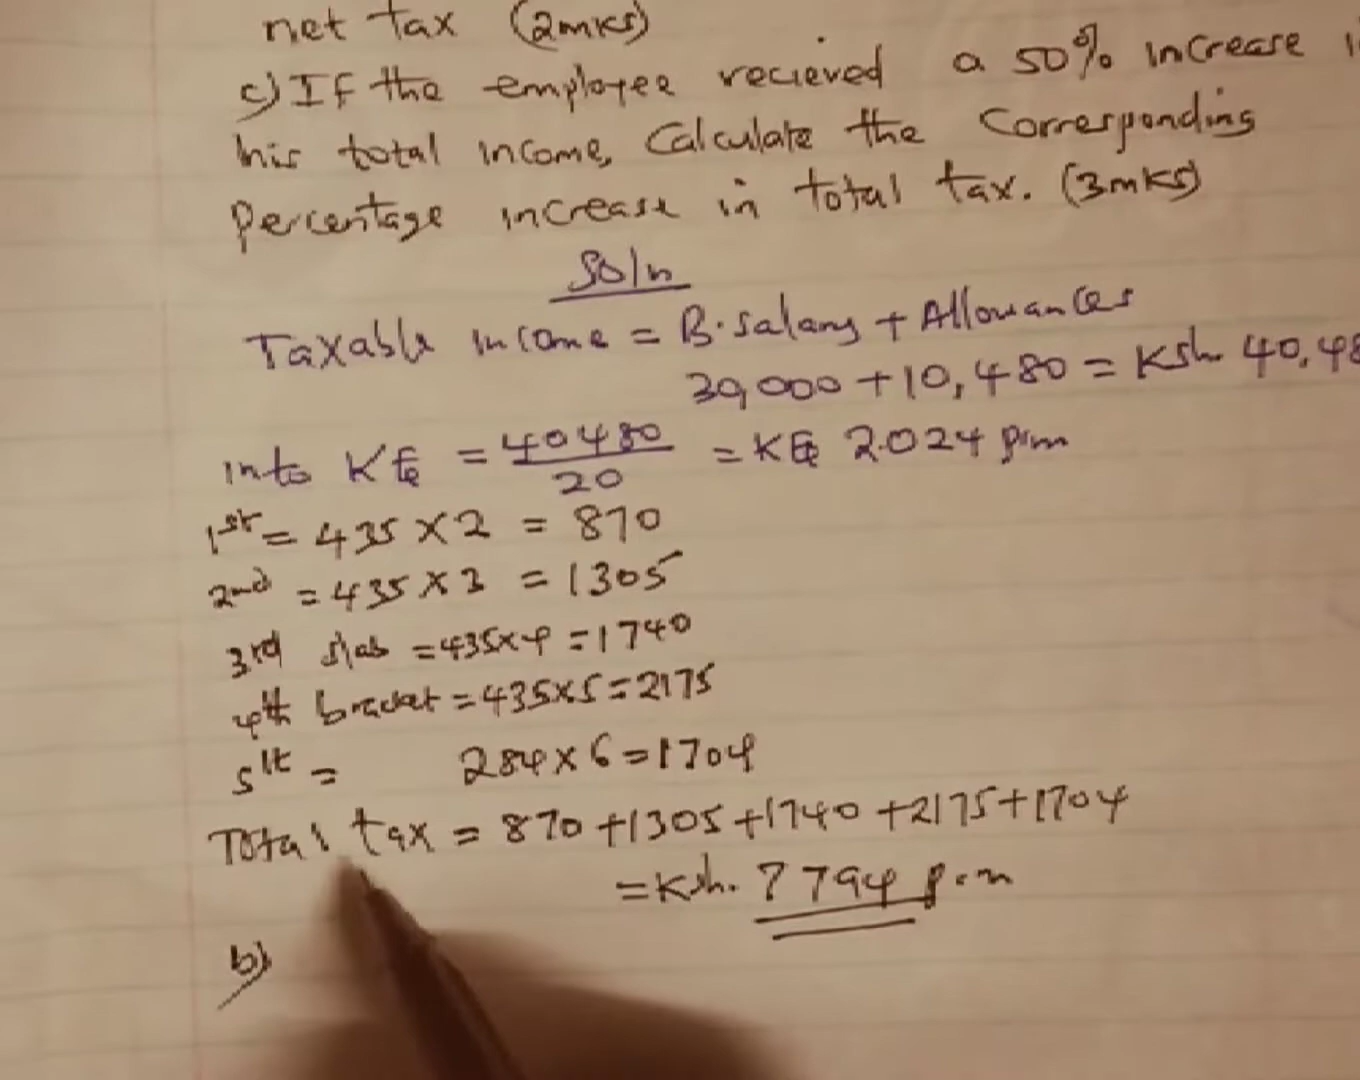 net tax (2mks)
c) If the employee recieved a 50% increase i
his total income, Calculate the Corresponding
Percentage increase in total tax. (3mks)
Soln
Taxable income = B.salary + Allowances
30,000 + 10,480 = Ksh 40,48
into K£ = 40480/20 = K£ 2024 p.m
1st = 435 × 2 = 870
2nd = 435 × 3 = 1305
3rd slab = 435×4 = 1740
4th bracket = 435×5 = 2175
5th = 284 × 6 = 1704
Total tax = 870 + 1305 + 1740 + 2175 + 1704
= Ksh. 7794 p.m
b)